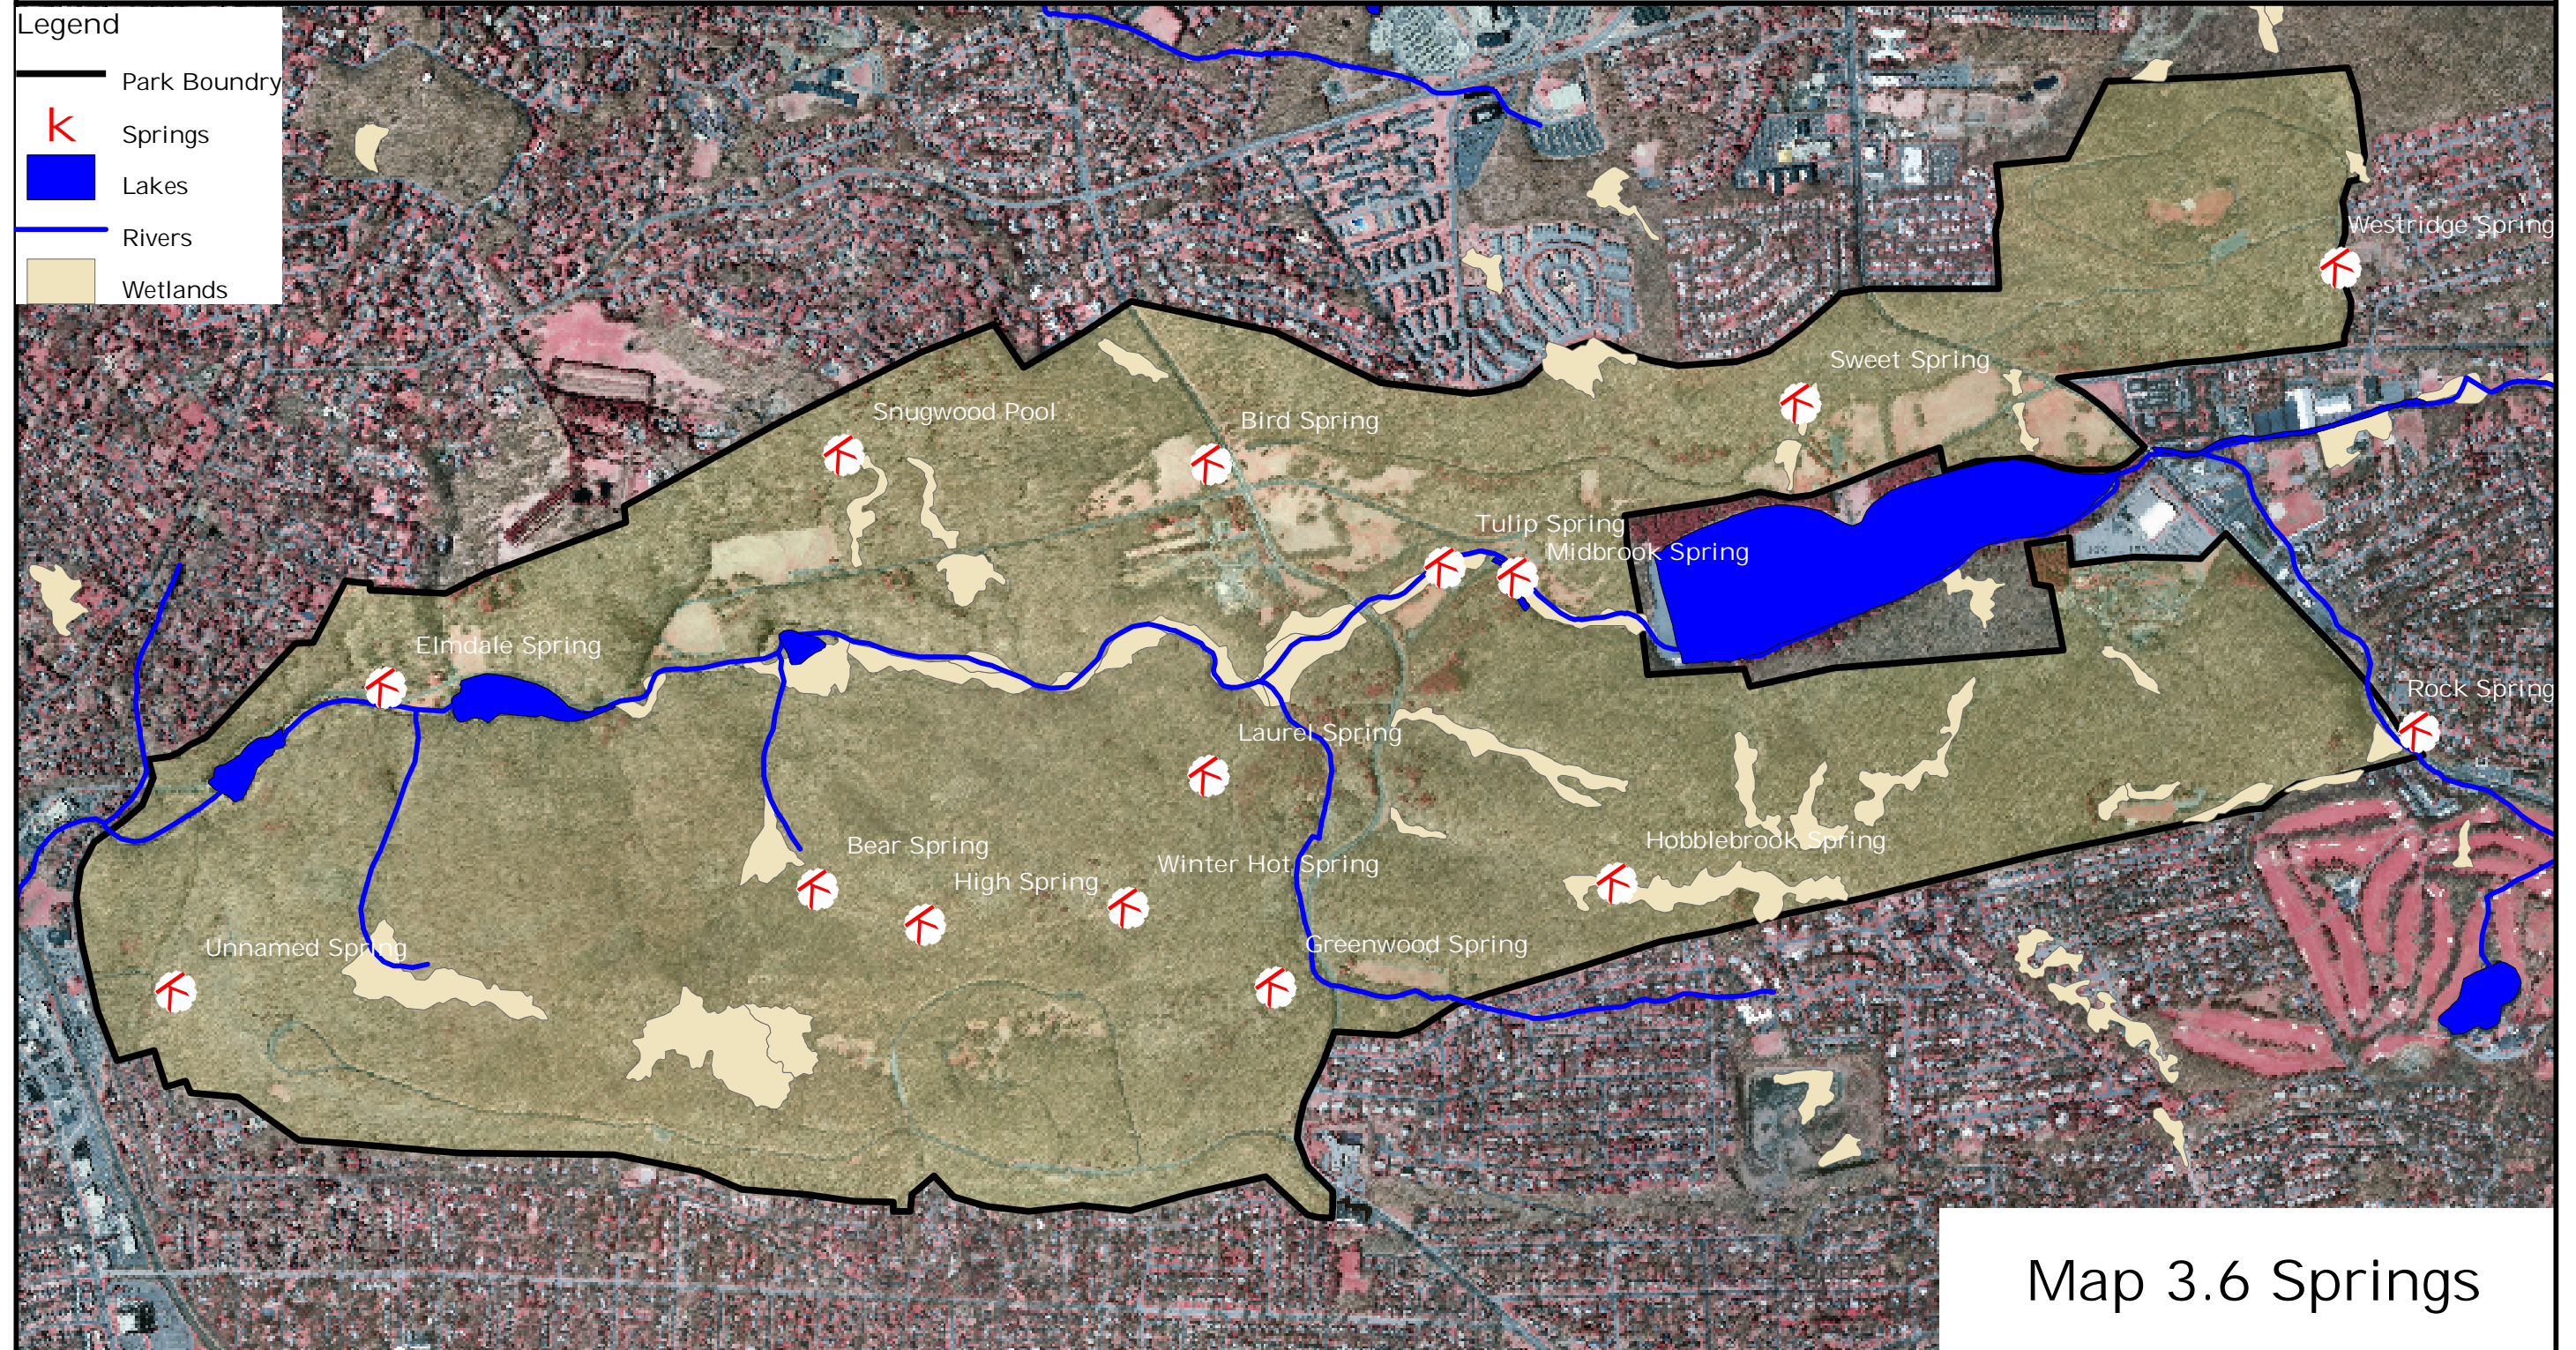 Legend
Park Boundry
k
Springs
Lakes
Rivers
Wetlands
Westridge Spring
Sweet Spring
Snugwood Pool
Bird Spring
Tulip Spring
Midbrook Spring
Elmdale Spring
Rock Spring
Laurel Spring
Hobblebrook Spring
Bear Spring
Winter Hot Spring
High Spring
Greenwood Spring
Unnamed Spring
Map 3.6 Springs